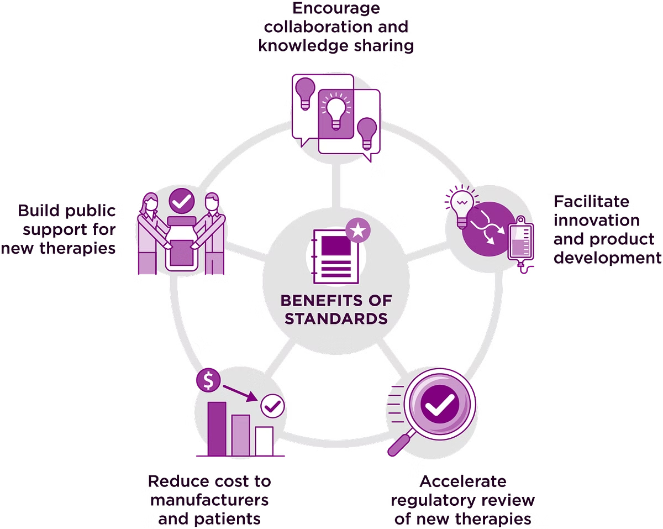 Encourage
collaboration and
knowledge sharing
Build public
support for
new therapies
Facilitate
innovation
and product
development
BENEFITS OF
STANDARDS
$
Reduce cost to
manufacturers
and patients
Accelerate
regulatory review
of new therapies